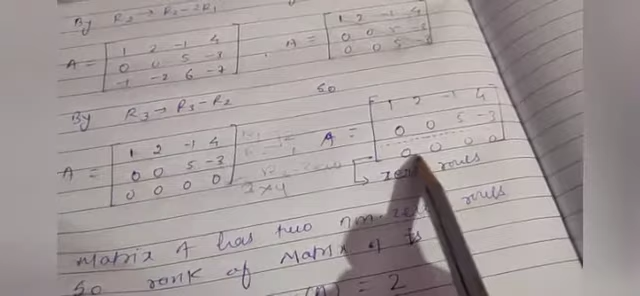 By R₂ → R₂ - 2R₁
A = [ 1 2 -1 4
0 0 5 -3
-1 -2 6 -7 ]
, A = [ 1 2 -1 4
0 0 5 -3
0 0 5 -3 ]
By R₃ → R₃ - R₂
A = [ 1 2 -1 4
0 0 5 -3
0 0 0 0 ]
3×4
so
A = [ 1 2 -1 4
0 0 5 -3
0 0 0 0 ]
→ zero rows
Matrix A has two non-zero rows
So rank of Matrix A is
(A) = 2